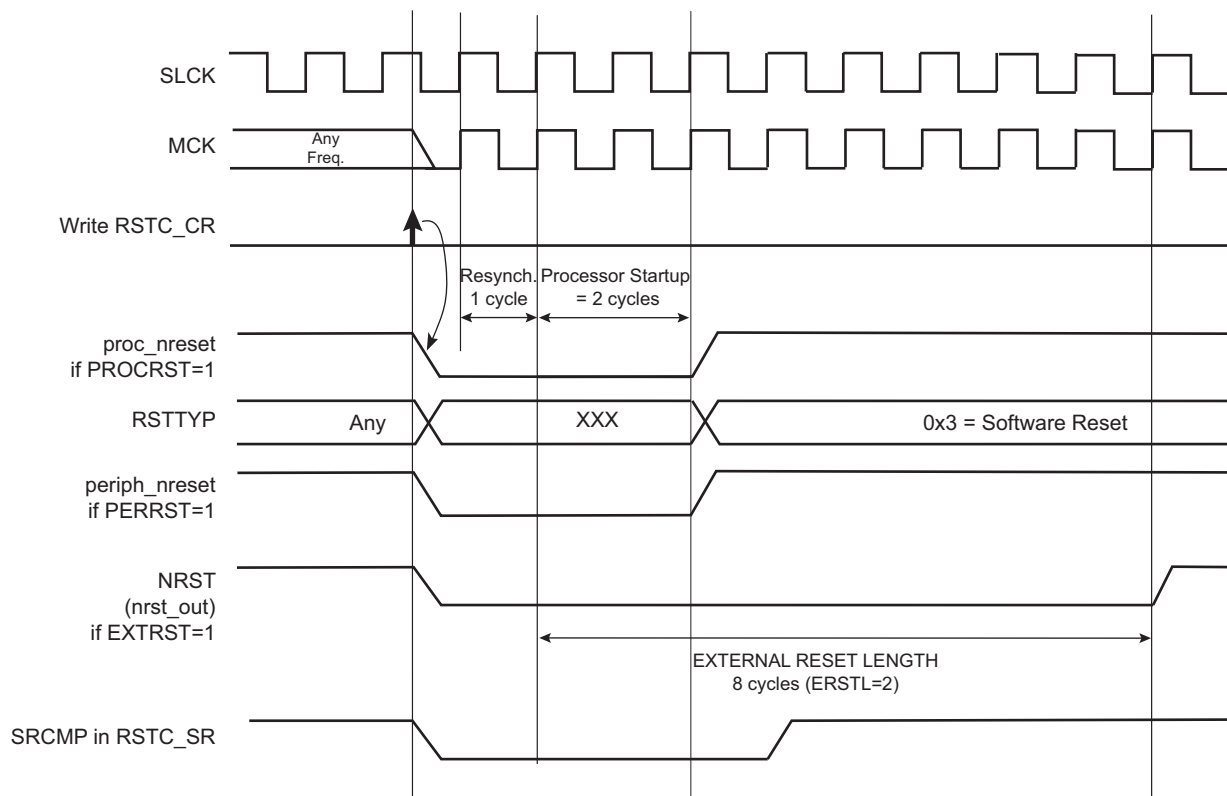 SLCK
MCK
Any
Freq.
Write RSTC_CR
Resynch.
1 cycle
Processor Startup
= 2 cycles
proc_nreset
if PROCRST=1
RSTTYP
Any
XXX
0x3 = Software Reset
periph_nreset
if PERRST=1
NRST
(nrst_out)
if EXTRST=1
EXTERNAL RESET LENGTH
8 cycles (ERSTL=2)
SRCMP in RSTC_SR